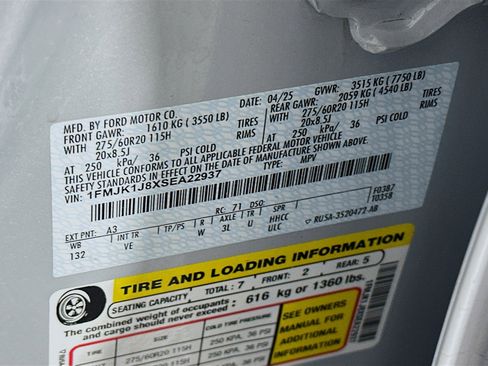 MFD. BY FORD MOTOR CO. 04/25 GVWR: 3515 KG ( 7750 LB)
FRONT GAWR: 1610 KG ( 3550 LB) REAR GAWR: 2059 KG ( 4540 LB)
WITH 275/60R20 115H TIRES WITH 275/60R20 115H TIRES
20x8.5J RIMS 20x8.5J RIMS
AT 250 kPa/ 36 PSI COLD AT 250 kPa/ 36 PSI COLD
THIS VEHICLE CONFORMS TO ALL APPLICABLE FEDERAL MOTOR VEHICLE
SAFETY STANDARDS IN EFFECT ON THE DATE OF MANUFACTURE SHOWN ABOVE.
VIN: 1FMJK1J8XSEA22937 TYPE: MPV
F0387
10358
EXT PNT: A3 RC: 71 DSO:
WB INT TR TP/PS R AXLE TR SPR
132 VE W 3L U HHCC
ULC RU5A-3520472-AB
TIRE AND LOADING INFORMATION
SEATING CAPACITY: TOTAL: 7 FRONT: 2 REAR: 5
The combined weight of occupants
and cargo should never exceed: 616 kg or 1360 lbs.
TIRE SIZE COLD TIRE
275/60R20 115H 250 KPA, 36 PSI
250 KPA, 36 PSI
SEE OWNERS
MANUAL FOR
ADDITIONAL
INFORMATION